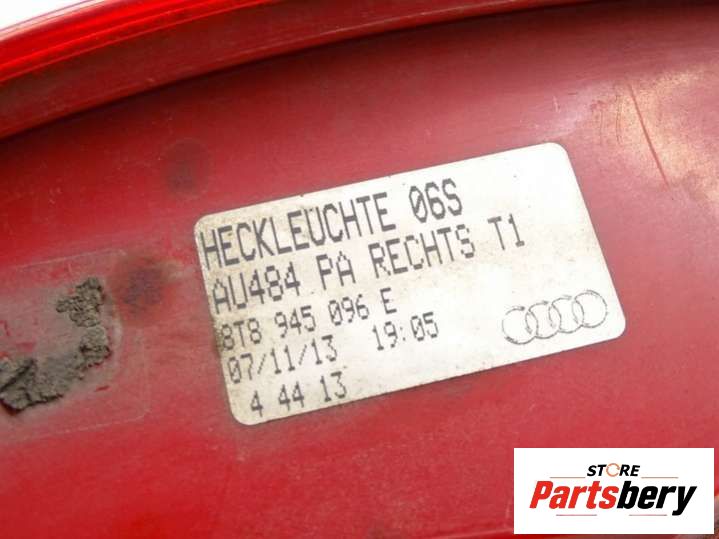 HECKLEUCHTE 06S
AU484 PA RECHTS T1
8T8 945 096 E
07/11/13 19:05
4 44 13
STORE
Partsbery